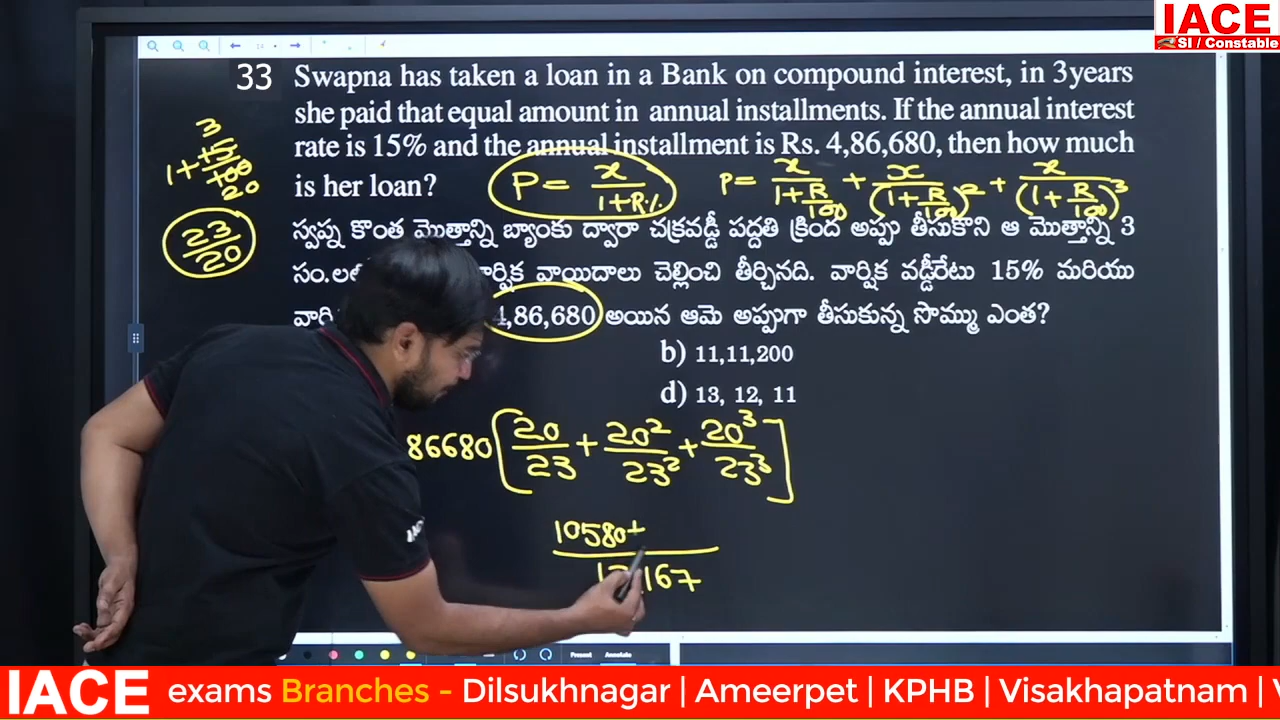 IACE
SI / Constable
33 Swapna has taken a loan in a Bank on compound interest, in 3years
she paid that equal amount in annual installments. If the annual interest
rate is 15% and the annual installment is Rs. 4,86,680, then how much
is her loan?
P = x/1+R%
P = x/1+R/100 + x/(1+R/100)² + x/(1+R/100)³
3
1+15/100
20
23/20
స్వప్న కొంత మొత్తాన్ని బ్యాంకు ద్వారా చక్రవడ్డీ పద్దతి క్రింద అప్పు తీసుకొని ఆ మొత్తాన్ని 3
వార్షిక వాయిదాలు చెల్లించి తీర్చినది. వార్షిక వడ్డీరేటు 15% మరియు
4,86,680 అయిన ఆమె అప్పుగా తీసుకున్న సొమ్ము ఎంత?
b) 11,11,200
d) 13, 12, 11
86680[20/23 + 20²/23² + 20³/23³]
10580+
167
Present Annotate
IACE exams Branches - Dilsukhnagar | Ameerpet | KPHB | Visakhapatnam |